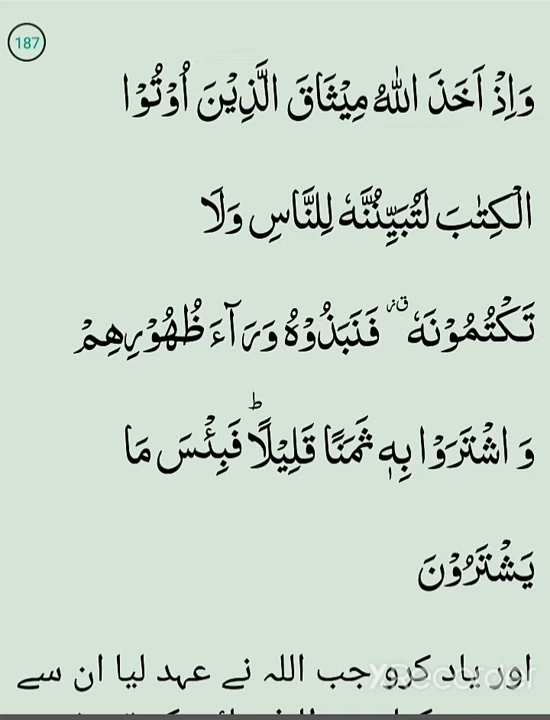 187
وَاِذْ اَخَذَ اللّٰهُ مِيْثَاقَ الَّذِيْنَ اُوْتُوْا
الْكِتٰبَ لَتُبَيِّنُنَّهٗ لِلنَّاسِ وَلَا
تَكْتُمُوْنَهٗ ۫ فَنَبَذُوْهُ وَرَآءَ ظُهُوْرِهِمْ
وَ اشْتَرَوْا بِهٖ ثَمَنًا قَلِيْلًا ؕ فَبِئْسَ مَا
يَشْتَرُوْنَ
اور یاد کرو جب اللہ نے عہد لیا ان سے
XRecorder